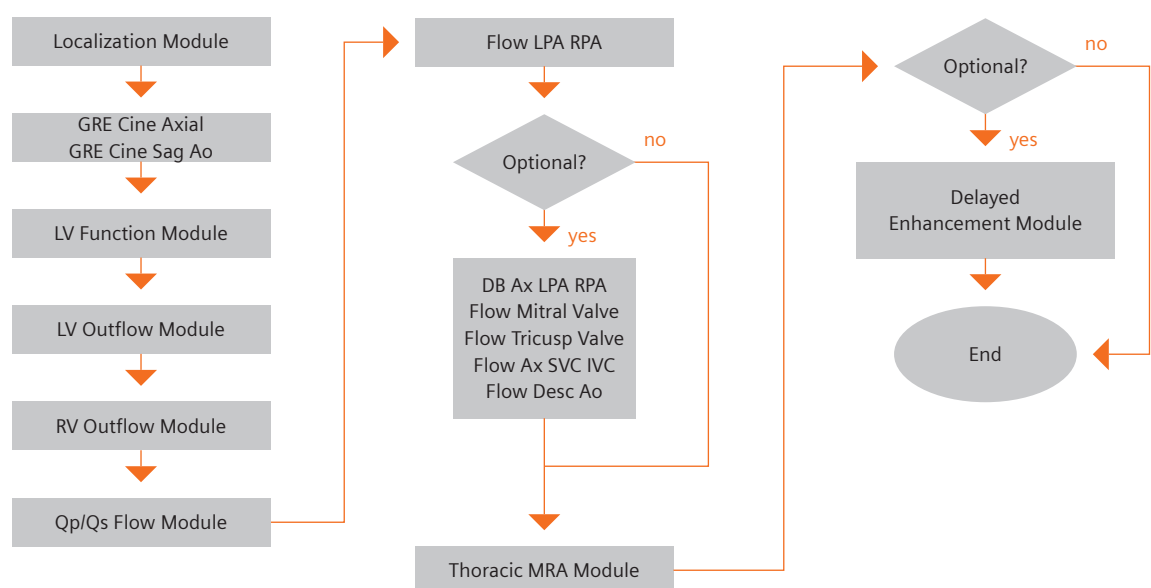 Localization Module
GRE Cine Axial
GRE Cine Sag Ao
LV Function Module
LV Outflow Module
RV Outflow Module
Qp/Qs Flow Module
Flow LPA RPA
Optional?
no
yes
DB Ax LPA RPA
Flow Mitral Valve
Flow Tricusp Valve
Flow Ax SVC IVC
Flow Desc Ao
Thoracic MRA Module
Optional?
no
yes
Delayed
Enhancement Module
End